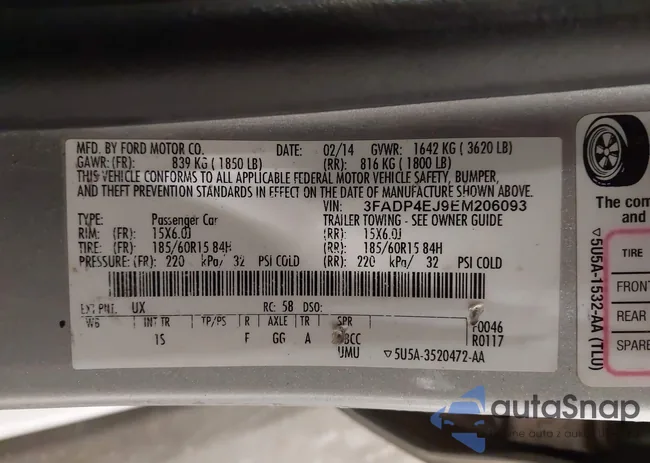 MFD. BY FORD MOTOR CO. DATE: 02/14 GVWR: 1642 KG ( 3620 LB)
GAWR: (FR): 839 KG ( 1850 LB) (RR): 816 KG ( 1800 LB)
THIS VEHICLE CONFORMS TO ALL APPLICABLE FEDERAL MOTOR VEHICLE SAFETY, BUMPER,
AND THEFT PREVENTION STANDARDS IN EFFECT ON THE DATE OF MANUFACTURE SHOWN ABOVE.
VIN: 3FADP4EJ9EM206093
TYPE: Passenger Car TRAILER TOWING - SEE OWNER GUIDE
RIM: (FR): 15X6.0J (RR): 15X6.0J
TIRE: (FR): 185/60R15 84H (RR): 185/60R15 84H
PRESSURE: (FR): 220 kPa/ 32 PSI COLD (RR): 220 kPa/ 32 PSI COLD
EXT PNT: UX RC: 58 DSO: F0046
WB INT TR TP/PS R AXLE TR SPR R0117
1S F GG A
UMU ▽5U5A-3520472-AA
The com
and
▽5U5A-1532-AA (TLU)
TIRE
FRONT
REAR
SPARE
autaSnap